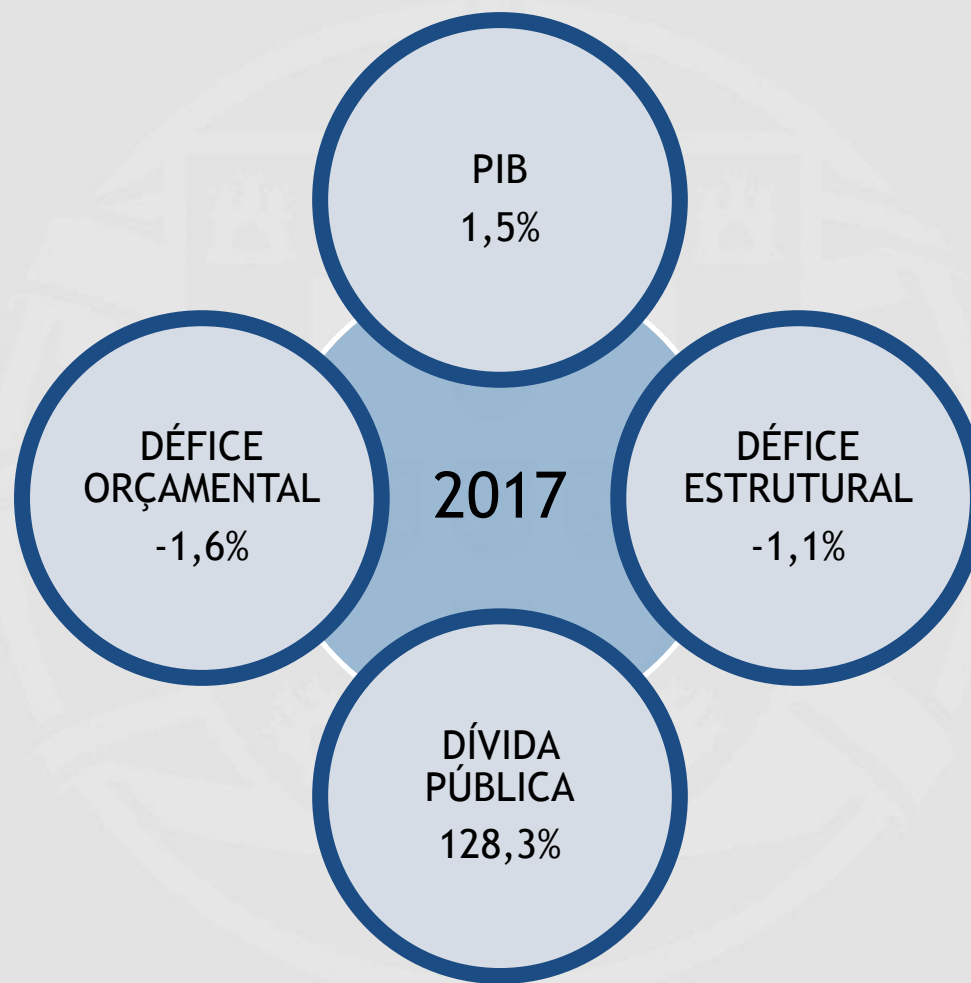 PIB
1,5%
DÉFICE
ORÇAMENTAL
-1,6%
2017
DÉFICE
ESTRUTURAL
-1,1%
DÍVIDA
PÚBLICA
128,3%